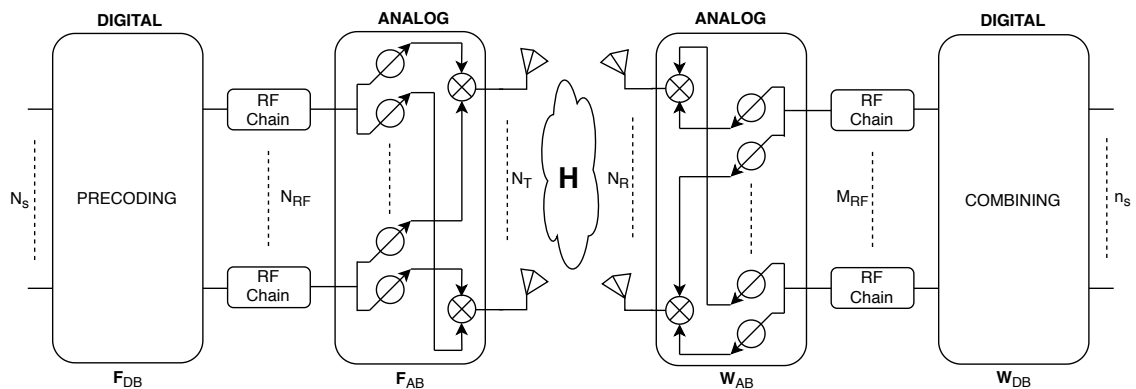 DIGITAL
ANALOG
ANALOG
DIGITAL
RF
Chain
RF
Chain
N_s
PRECODING
N_RF
N_T
H
N_R
M_RF
COMBINING
n_s
RF
Chain
RF
Chain
F_DB
F_AB
W_AB
W_DB